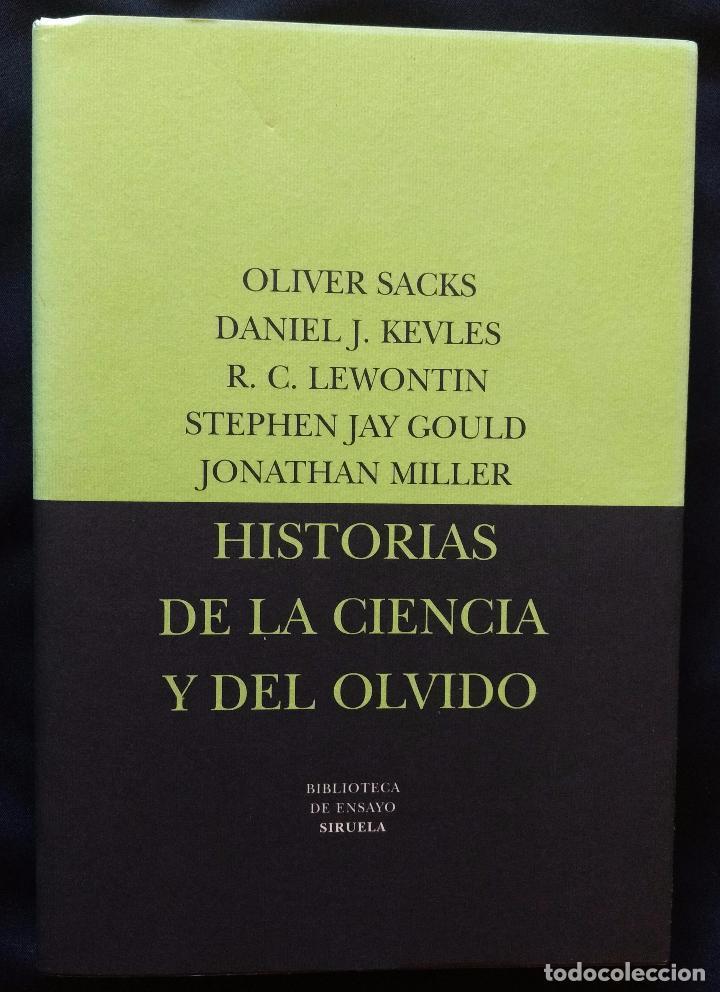 OLIVER SACKS
DANIEL J. KEVLES
R. C. LEWONTIN
STEPHEN JAY GOULD
JONATHAN MILLER
HISTORIAS
DE LA CIENCIA
Y DEL OLVIDO
BIBLIOTECA
DE ENSAYO
SIRUELA
todocoleccion